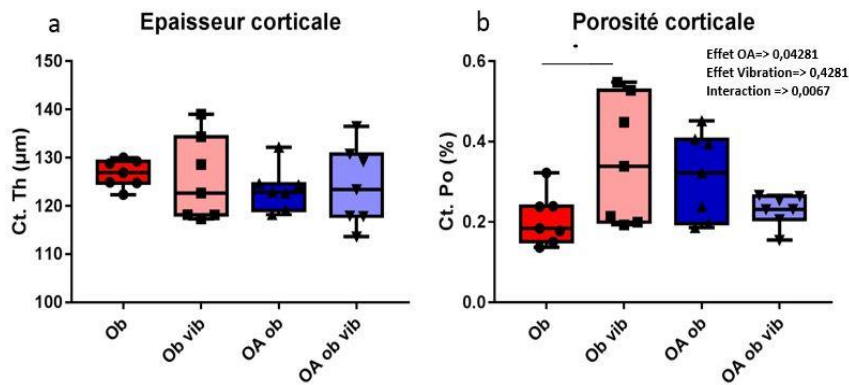 a
Epaisseur corticale
Ct. Th (µm)
150
140
130
120
110
100
Ob
Ob vib
OA ob
OA ob vib
b
Porosité corticale
Effet OA=> 0,04281
Effet Vibration=> 0,4281
Interaction => 0,0067
Ct. Po (%)
0.6
0.4
0.2
0.0
Ob
Ob vib
OA ob
OA ob vib